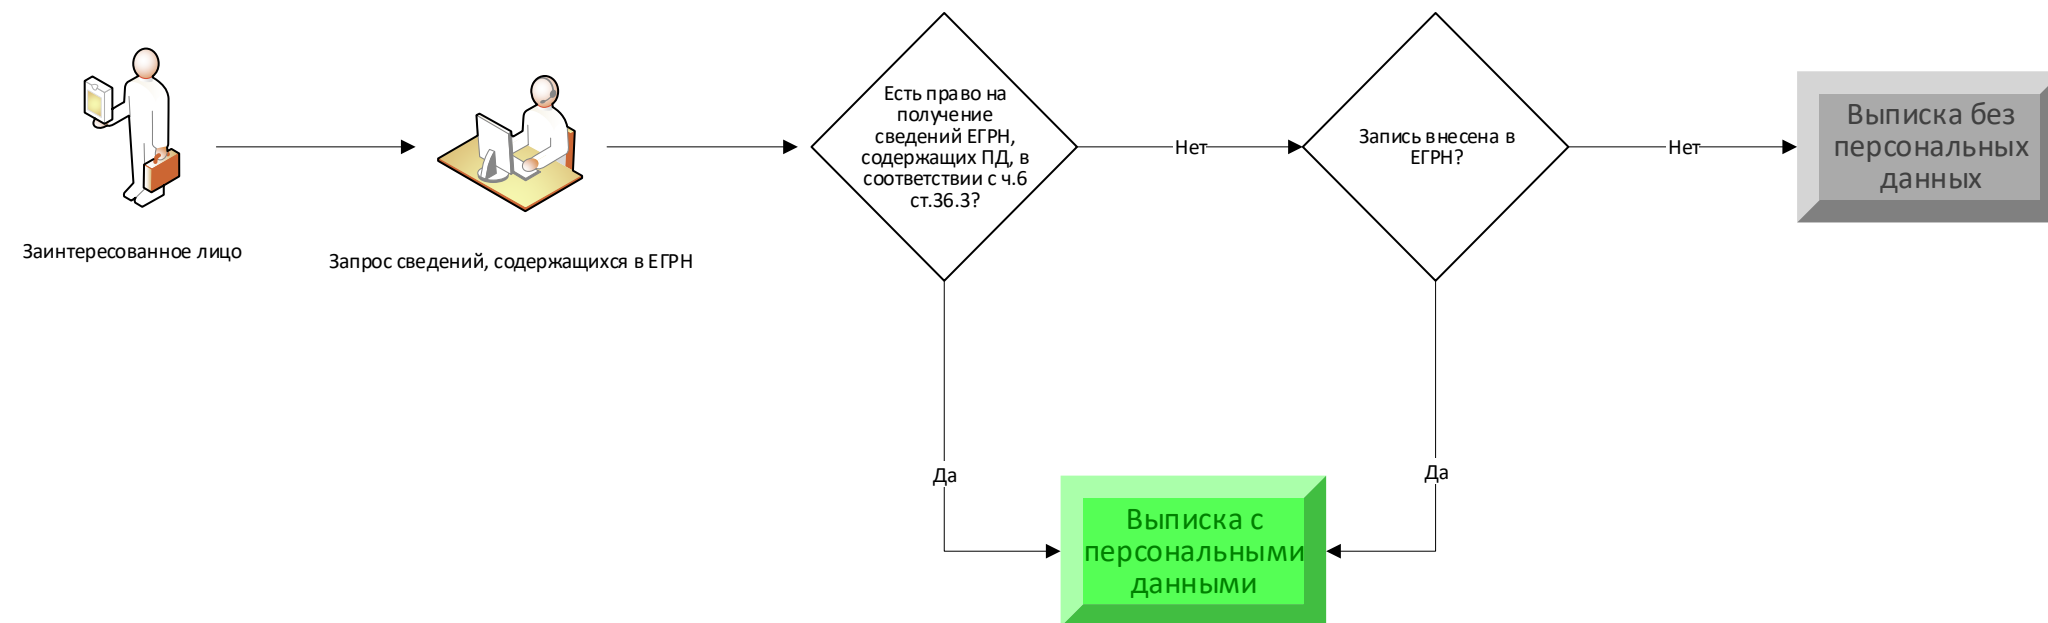 Заинтересованное лицо
Запрос сведений, содержащихся в ЕГРН
Есть право на
получение
сведений ЕГРН,
содержащих ПД, в
соответствии с ч.6
ст.36.3?
Нет
Запись внесена в
ЕГРН?
Нет
Выписка без
персональных
данных
Да
Да
Выписка с
персональными
данными